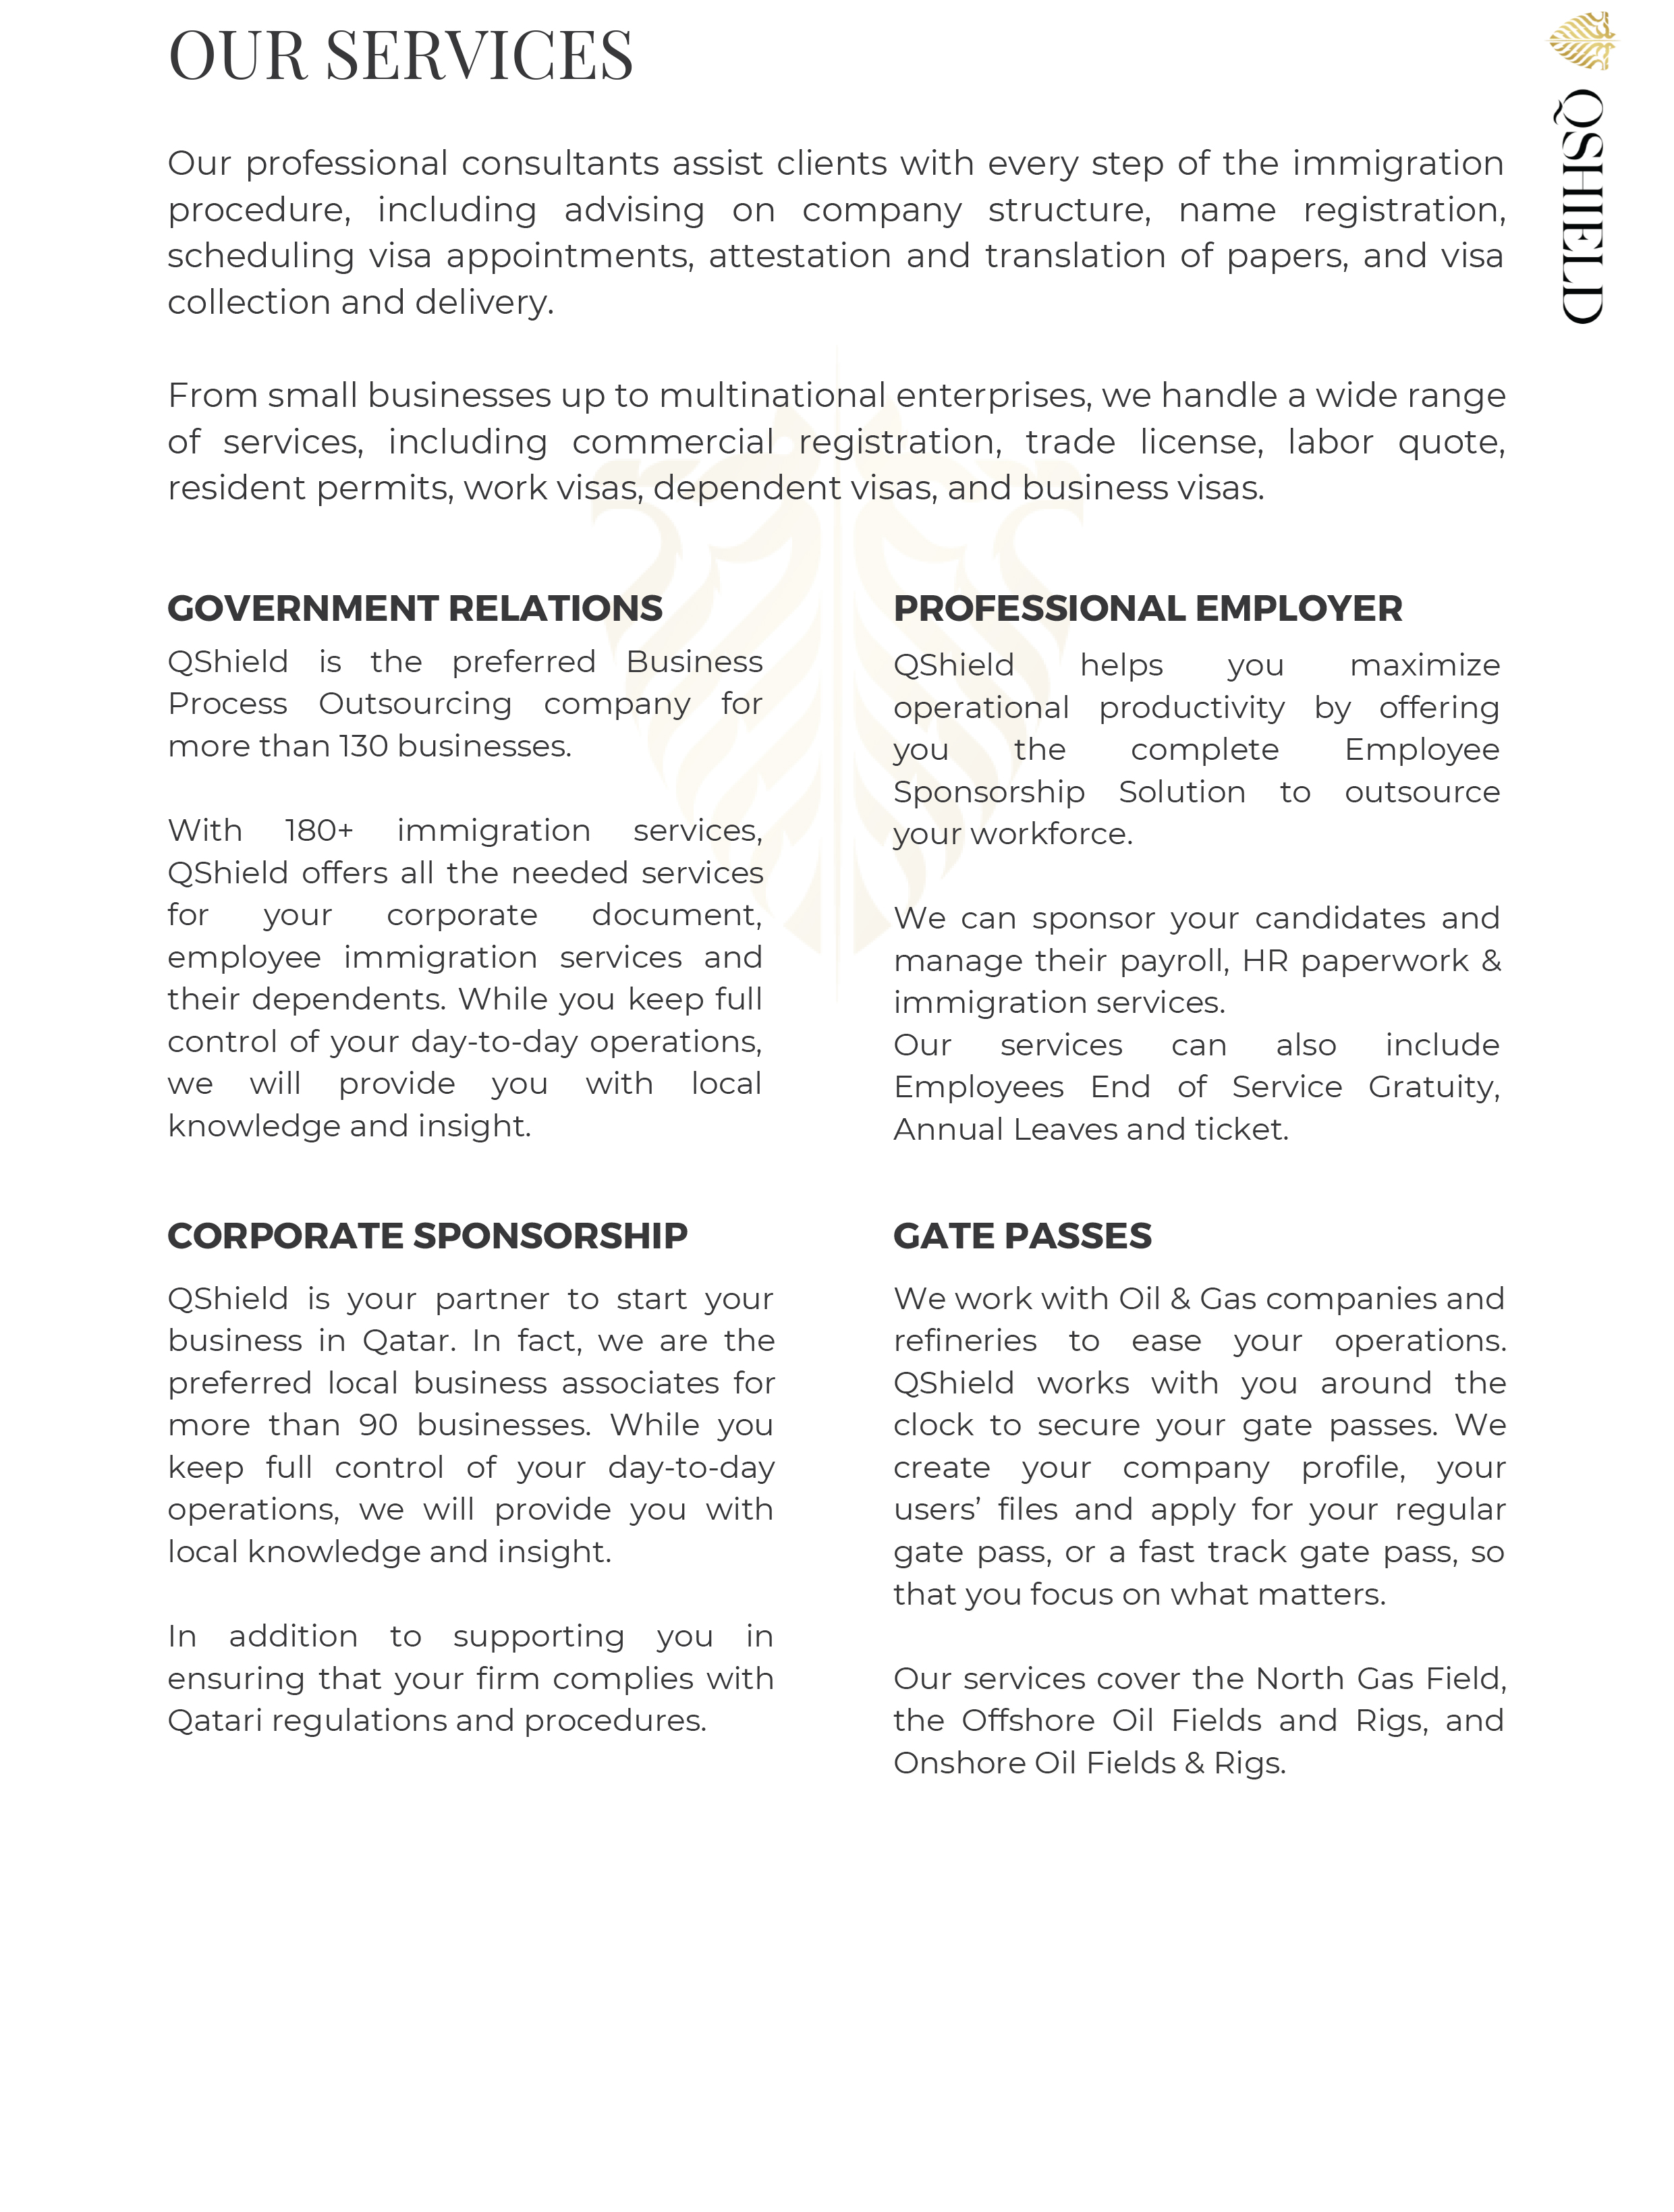 OUR SERVICES
QSHIELD
Our professional consultants assist clients with every step of the immigration
procedure, including advising on company structure, name registration,
scheduling visa appointments, attestation and translation of papers, and visa
collection and delivery.
From small businesses up to multinational enterprises, we handle a wide range
of services, including commercial registration, trade license, labor quote,
resident permits, work visas, dependent visas, and business visas.
GOVERNMENT RELATIONS
QShield is the preferred Business
Process Outsourcing company for
more than 130 businesses.
With 180+ immigration services,
QShield offers all the needed services
for your corporate document,
employee immigration services and
their dependents. While you keep full
control of your day-to-day operations,
we will provide you with local
knowledge and insight.
PROFESSIONAL EMPLOYER
QShield helps you maximize
operational productivity by offering
you the complete Employee
Sponsorship Solution to outsource
your workforce.
We can sponsor your candidates and
manage their payroll, HR paperwork &
immigration services.
Our services can also include
Employees End of Service Gratuity,
Annual Leaves and ticket.
CORPORATE SPONSORSHIP
QShield is your partner to start your
business in Qatar. In fact, we are the
preferred local business associates for
more than 90 businesses. While you
keep full control of your day-to-day
operations, we will provide you with
local knowledge and insight.
In addition to supporting you in
ensuring that your firm complies with
Qatari regulations and procedures.
GATE PASSES
We work with Oil & Gas companies and
refineries to ease your operations.
QShield works with you around the
clock to secure your gate passes. We
create your company profile, your
users’ files and apply for your regular
gate pass, or a fast track gate pass, so
that you focus on what matters.
Our services cover the North Gas Field,
the Offshore Oil Fields and Rigs, and
Onshore Oil Fields & Rigs.